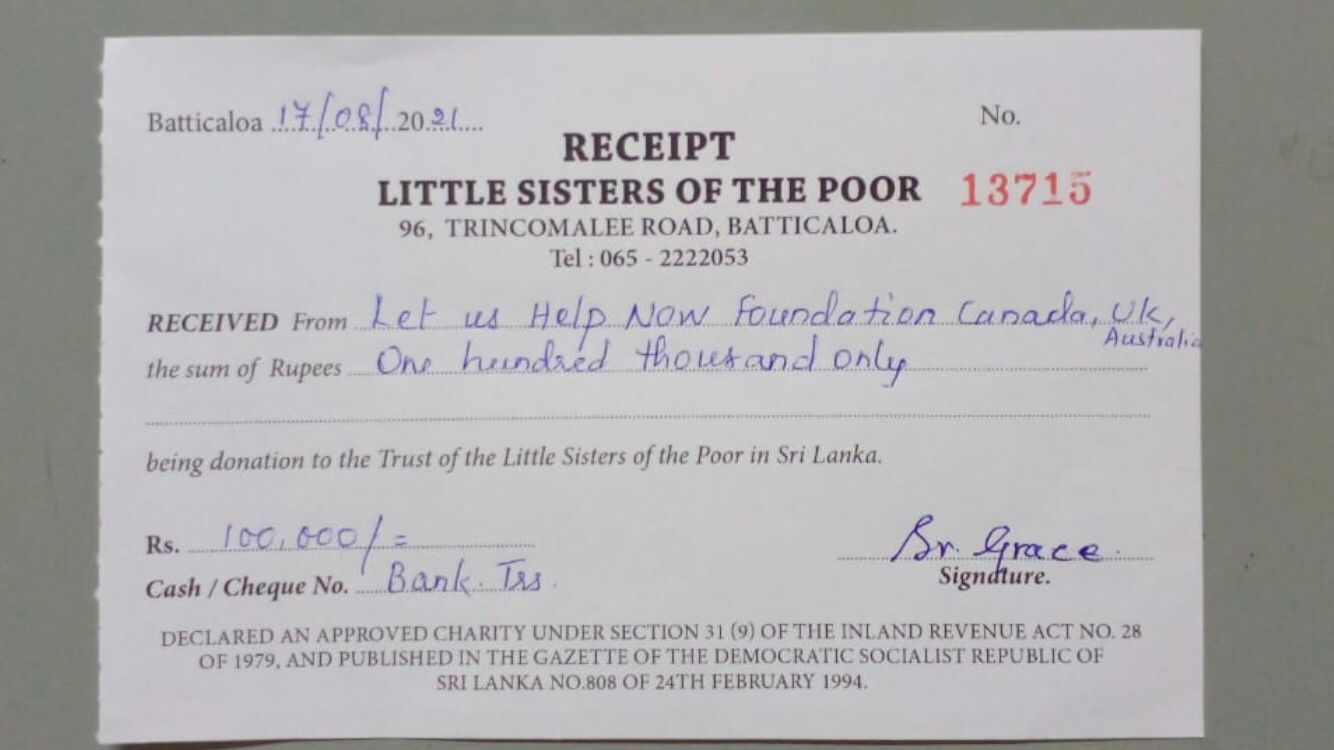 Batticaloa 17/08/2021
No.
RECEIPT
LITTLE SISTERS OF THE POOR 13715
96, TRINCOMALEE ROAD, BATTICALOA.
Tel : 065 - 2222053
RECEIVED From Let us Help Now Foundation Canada, UK,
Australia
the sum of Rupees One hundred thousand only
being donation to the Trust of the Little Sisters of the Poor in Sri Lanka.
Rs. 100,000/=
Sr. Grace
Cash / Cheque No. Bank. Trs.
Signature.
DECLARED AN APPROVED CHARITY UNDER SECTION 31 (9) OF THE INLAND REVENUE ACT NO. 28
OF 1979, AND PUBLISHED IN THE GAZETTE OF THE DEMOCRATIC SOCIALIST REPUBLIC OF
SRI LANKA NO.808 OF 24TH FEBRUARY 1994.